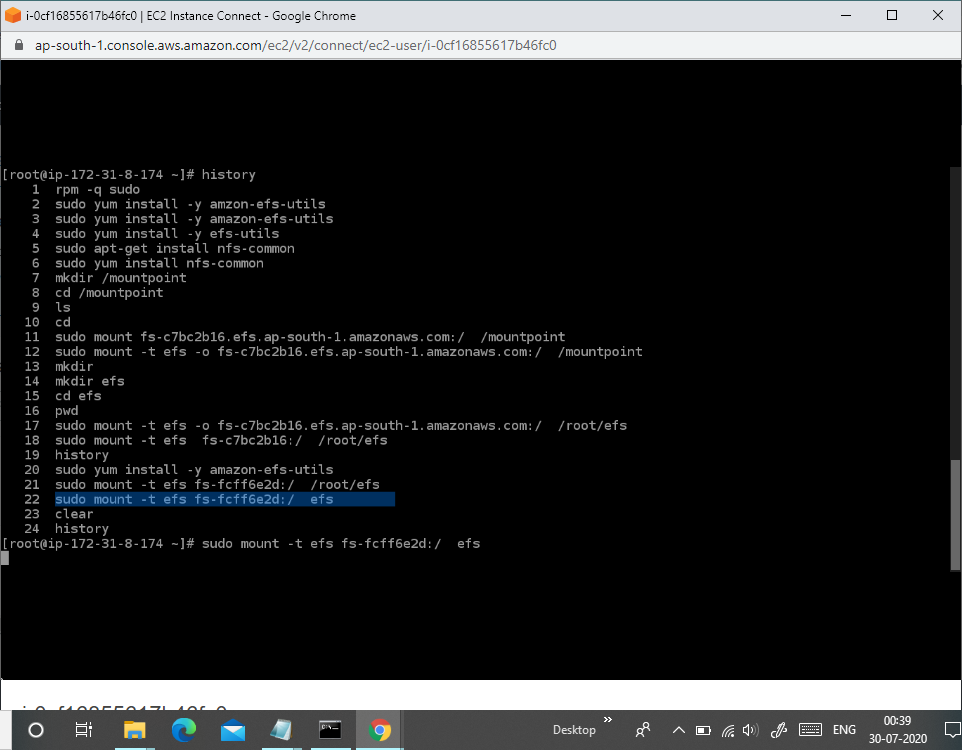 i-0cf16855617b46fc0 | EC2 Instance Connect - Google Chrome
ap-south-1.console.aws.amazon.com/ec2/v2/connect/ec2-user/i-0cf16855617b46fc0
[root@ip-172-31-8-174 ~]# history
1 rpm -q sudo
2 sudo yum install -y amzon-efs-utils
3 sudo yum install -y amazon-efs-utils
4 sudo yum install -y efs-utils
5 sudo apt-get install nfs-common
6 sudo yum install nfs-common
7 mkdir /mountpoint
8 cd /mountpoint
9 ls
10 cd
11 sudo mount fs-c7bc2b16.efs.ap-south-1.amazonaws.com:/ /mountpoint
12 sudo mount -t efs -o fs-c7bc2b16.efs.ap-south-1.amazonaws.com:/ /mountpoint
13 mkdir
14 mkdir efs
15 cd efs
16 pwd
17 sudo mount -t efs -o fs-c7bc2b16.efs.ap-south-1.amazonaws.com:/ /root/efs
18 sudo mount -t efs fs-c7bc2b16:/ /root/efs
19 history
20 sudo yum install -y amazon-efs-utils
21 sudo mount -t efs fs-fcff6e2d:/ /root/efs
22 sudo mount -t efs fs-fcff6e2d:/ efs
23 clear
24 history
[root@ip-172-31-8-174 ~]# sudo mount -t efs fs-fcff6e2d:/ efs
i-0cf16855617b46fc0
Desktop
ENG
00:39
30-07-2020